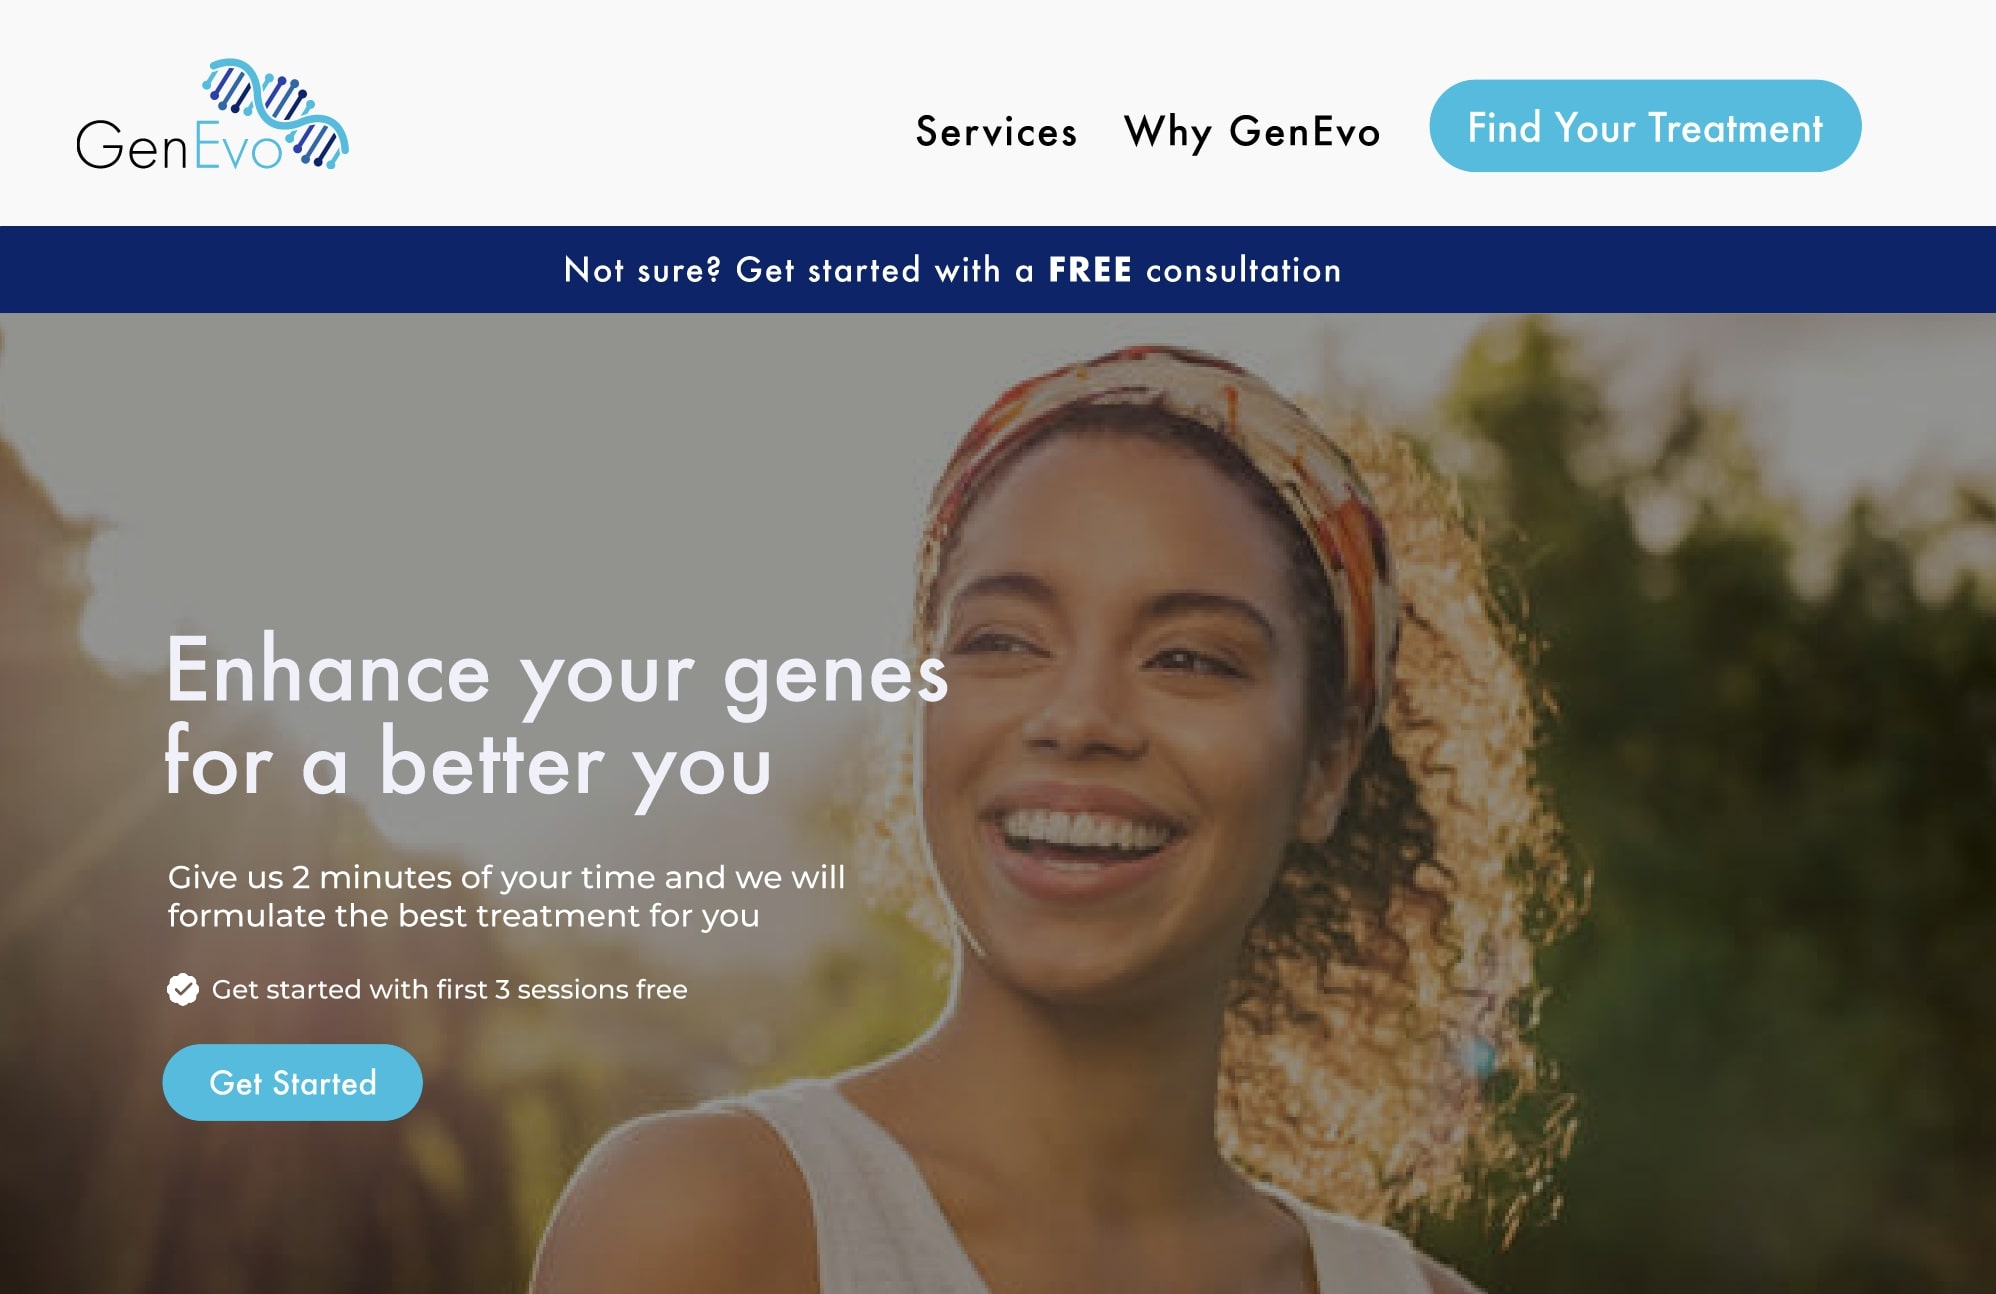 GenEvo
Services
Why GenEvo
Find Your Treatment
Not sure? Get started with a FREE consultation
Enhance your genes
for a better you
Give us 2 minutes of your time and we will
formulate the best treatment for you
Get started with first 3 sessions free
Get Started